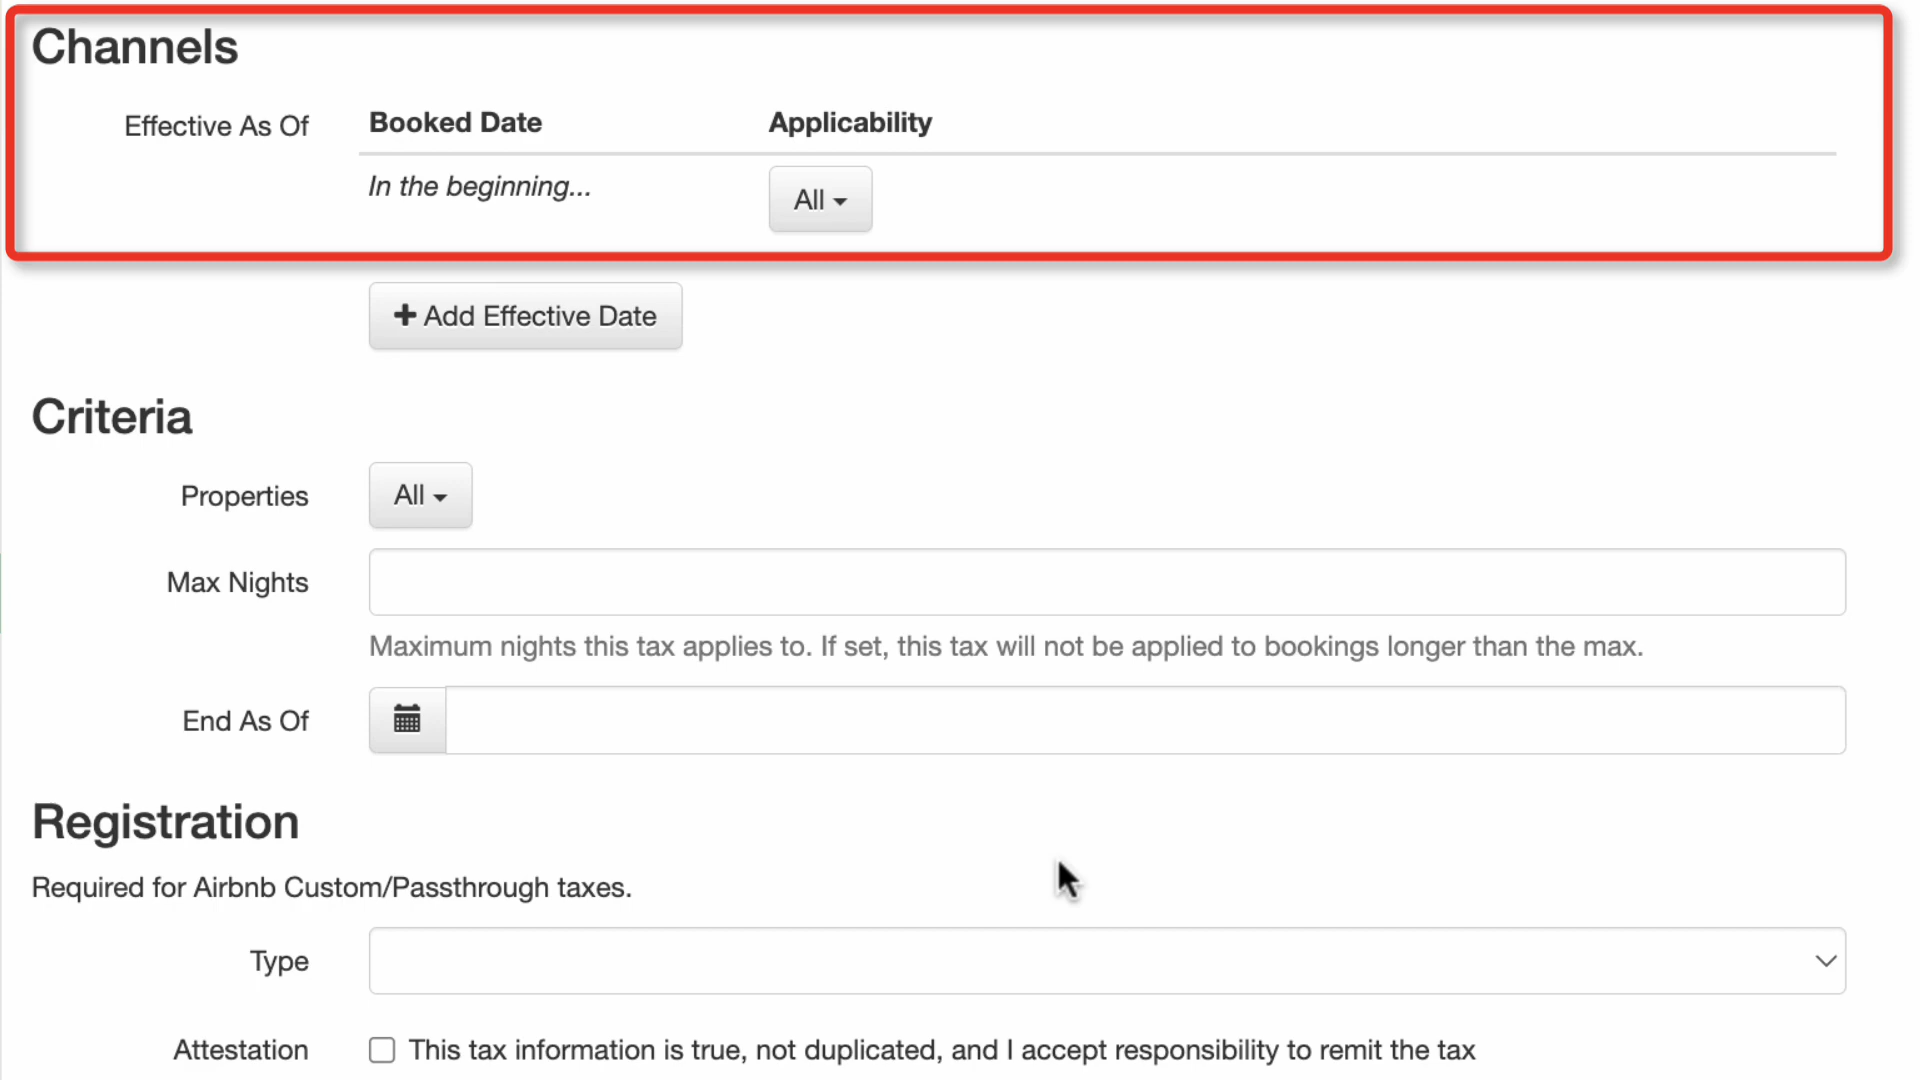 Channels
Effective As Of
Booked Date
Applicability
In the beginning...
All
Add Effective Date
Criteria
Properties
All
Max Nights
Maximum nights this tax applies to. If set, this tax will not be applied to bookings longer than the max.
End As Of
Registration
Required for Airbnb Custom/Passthrough taxes.
Type
Attestation
This tax information is true, not duplicated, and I accept responsibility to remit the tax